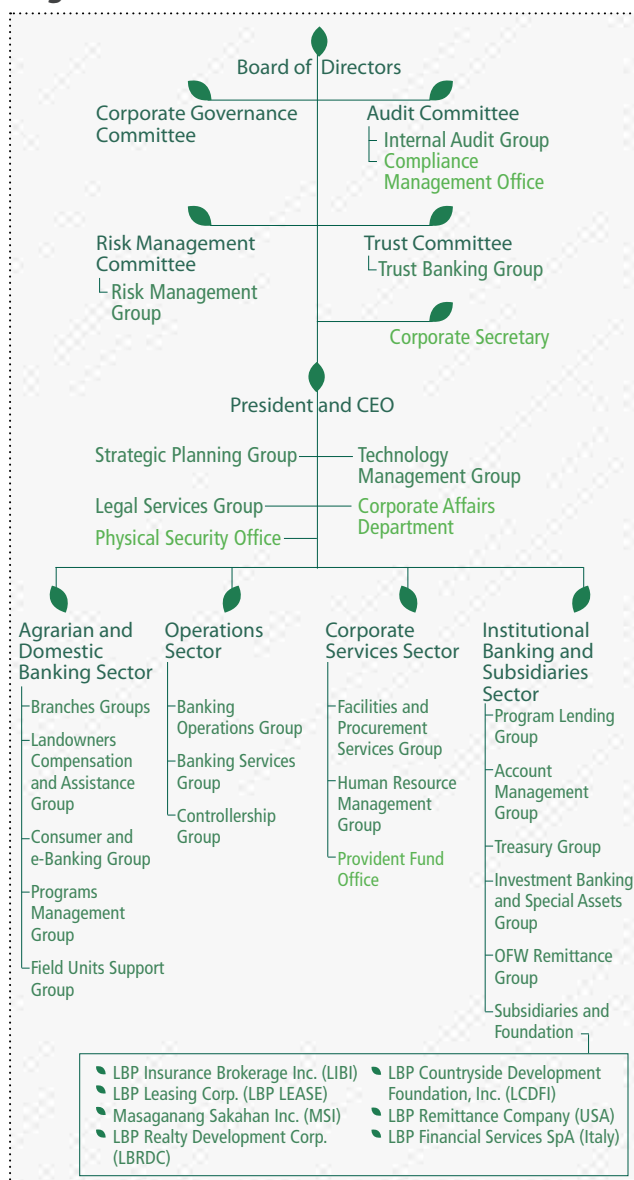 Board of Directors
Corporate Governance
Committee
Audit Committee
Internal Audit Group
Compliance
Management Office
Risk Management
Committee
Risk Management
Group
Trust Committee
Trust Banking Group
Corporate Secretary
President and CEO
Strategic Planning Group
Technology
Management Group
Legal Services Group
Corporate Affairs
Department
Physical Security Office
Agrarian and
Domestic
Banking Sector
Branches Groups
Landowners
Compensation
and Assistance
Group
Consumer and
e-Banking Group
Programs
Management
Group
Field Units Support
Group
Operations
Sector
Banking
Operations Group
Banking Services
Group
Controllership
Group
Corporate
Services Sector
Facilities and
Procurement
Services Group
Human Resource
Management
Group
Provident Fund
Office
Institutional
Banking and
Subsidiaries
Sector
Program Lending
Group
Account
Management
Group
Treasury Group
Investment Banking
and Special Assets
Group
OFW Remittance
Group
Subsidiaries and
Foundation
LBP Insurance Brokerage Inc. (LIBI)
LBP Leasing Corp. (LBP LEASE)
Masaganang Sakahan Inc. (MSI)
LBP Realty Development Corp.
(LBRDC)
LBP Countryside Development
Foundation, Inc. (LCDFI)
LBP Remittance Company (USA)
LBP Financial Services SpA (Italy)